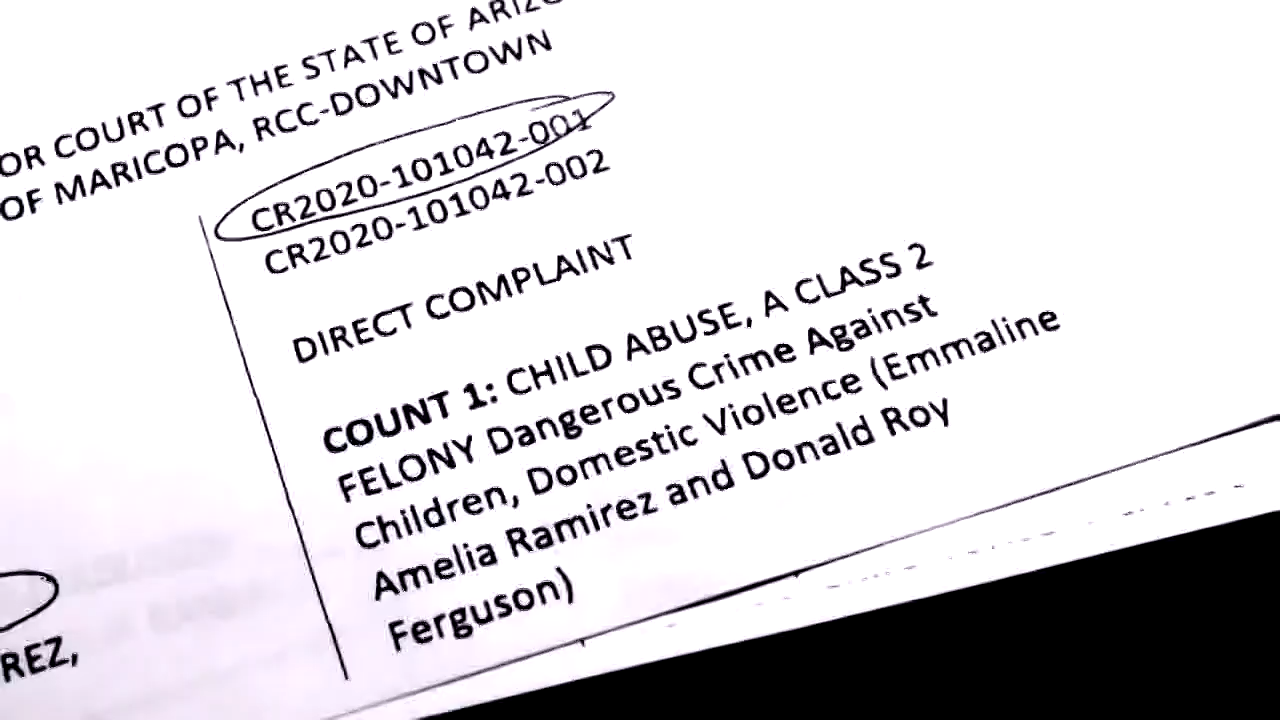 OR COURT OF THE STATE OF ARIZO
OF MARICOPA, RCC-DOWNTOWN
CR2020-101042-001
CR2020-101042-002
DIRECT COMPLAINT
COUNT 1: CHILD ABUSE, A CLASS 2
FELONY Dangerous Crime Against
Children, Domestic Violence (Emmaline
Amelia Ramirez and Donald Roy
Ferguson)
REZ,